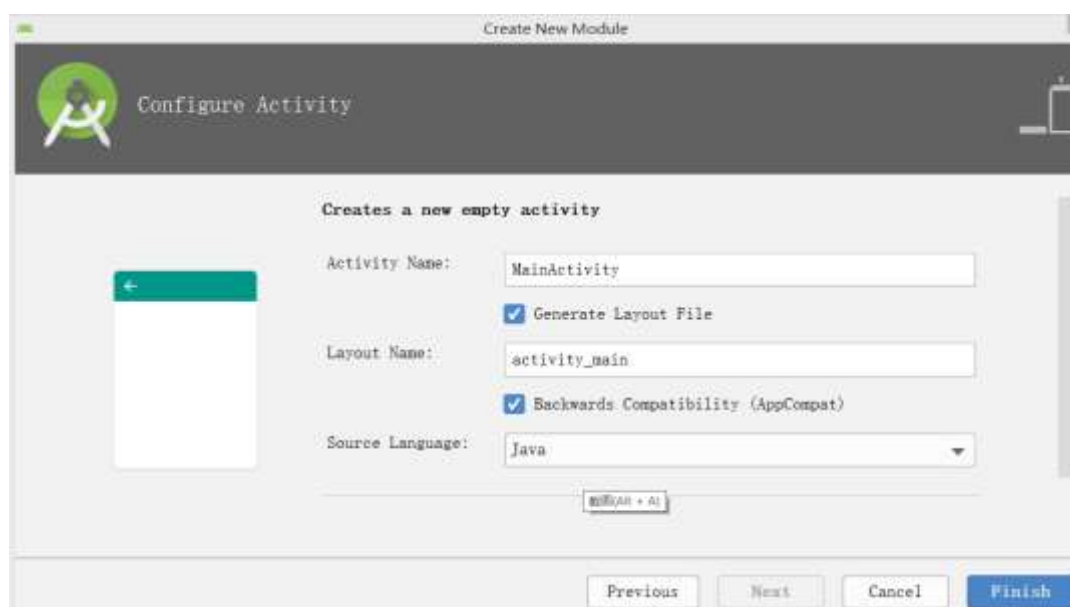 Create New Module
Configure Activity
Creates a new empty activity
Activity Name:
MainActivity
Generate Layout File
Layout Name:
activity_main
Backwards Compatibility (AppCompat)
Source Language:
Java
(Alt + A)
Previous
Next
Cancel
Finish